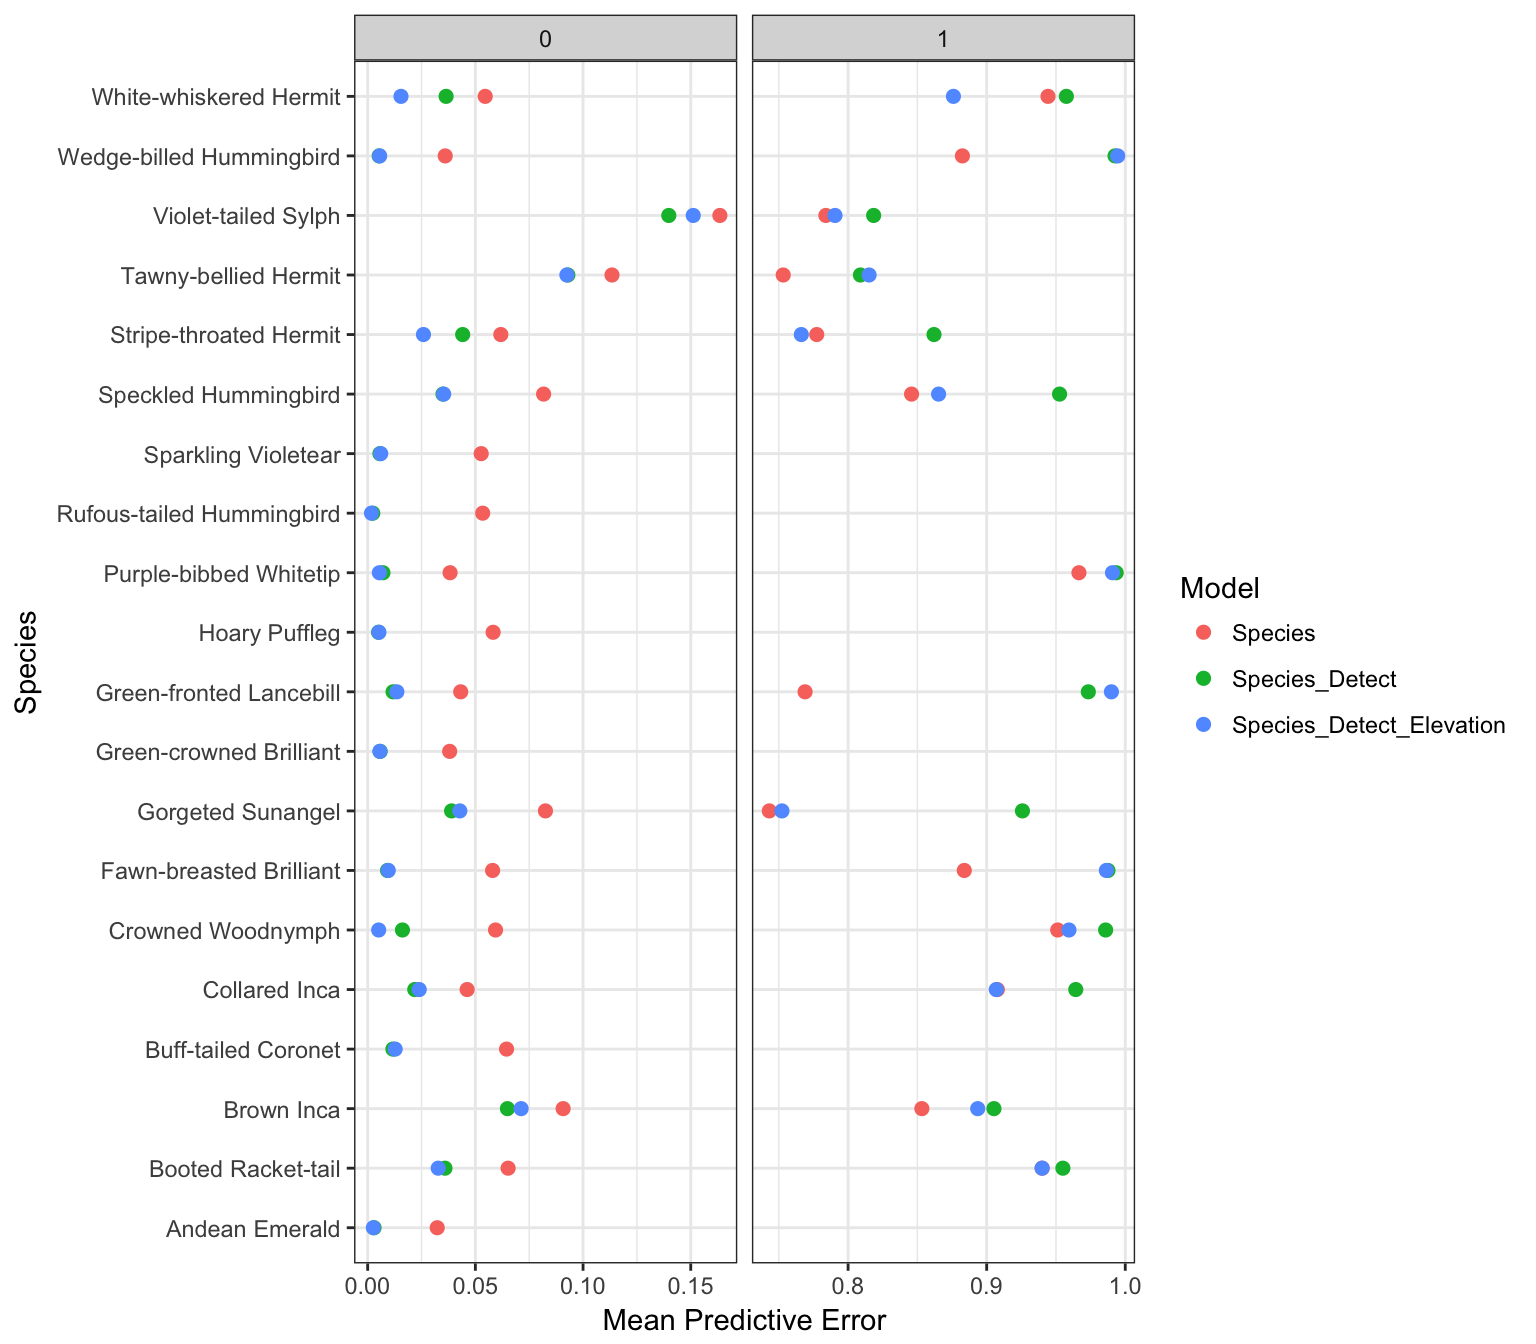 0 1
White-whiskered Hermit
Wedge-billed Hummingbird
Violet-tailed Sylph
Tawny-bellied Hermit
Stripe-throated Hermit
Speckled Hummingbird
Sparkling Violetear
Rufous-tailed Hummingbird
Purple-bibbed Whitetip
Hoary Puffleg
Green-fronted Lancebill
Green-crowned Brilliant
Gorgeted Sunangel
Fawn-breasted Brilliant
Crowned Woodnymph
Collared Inca
Buff-tailed Coronet
Brown Inca
Booted Racket-tail
Andean Emerald
Species
0.00 0.05 0.10 0.15 0.8 0.9 1.0
Mean Predictive Error
Model
Species
Species_Detect
Species_Detect_Elevation